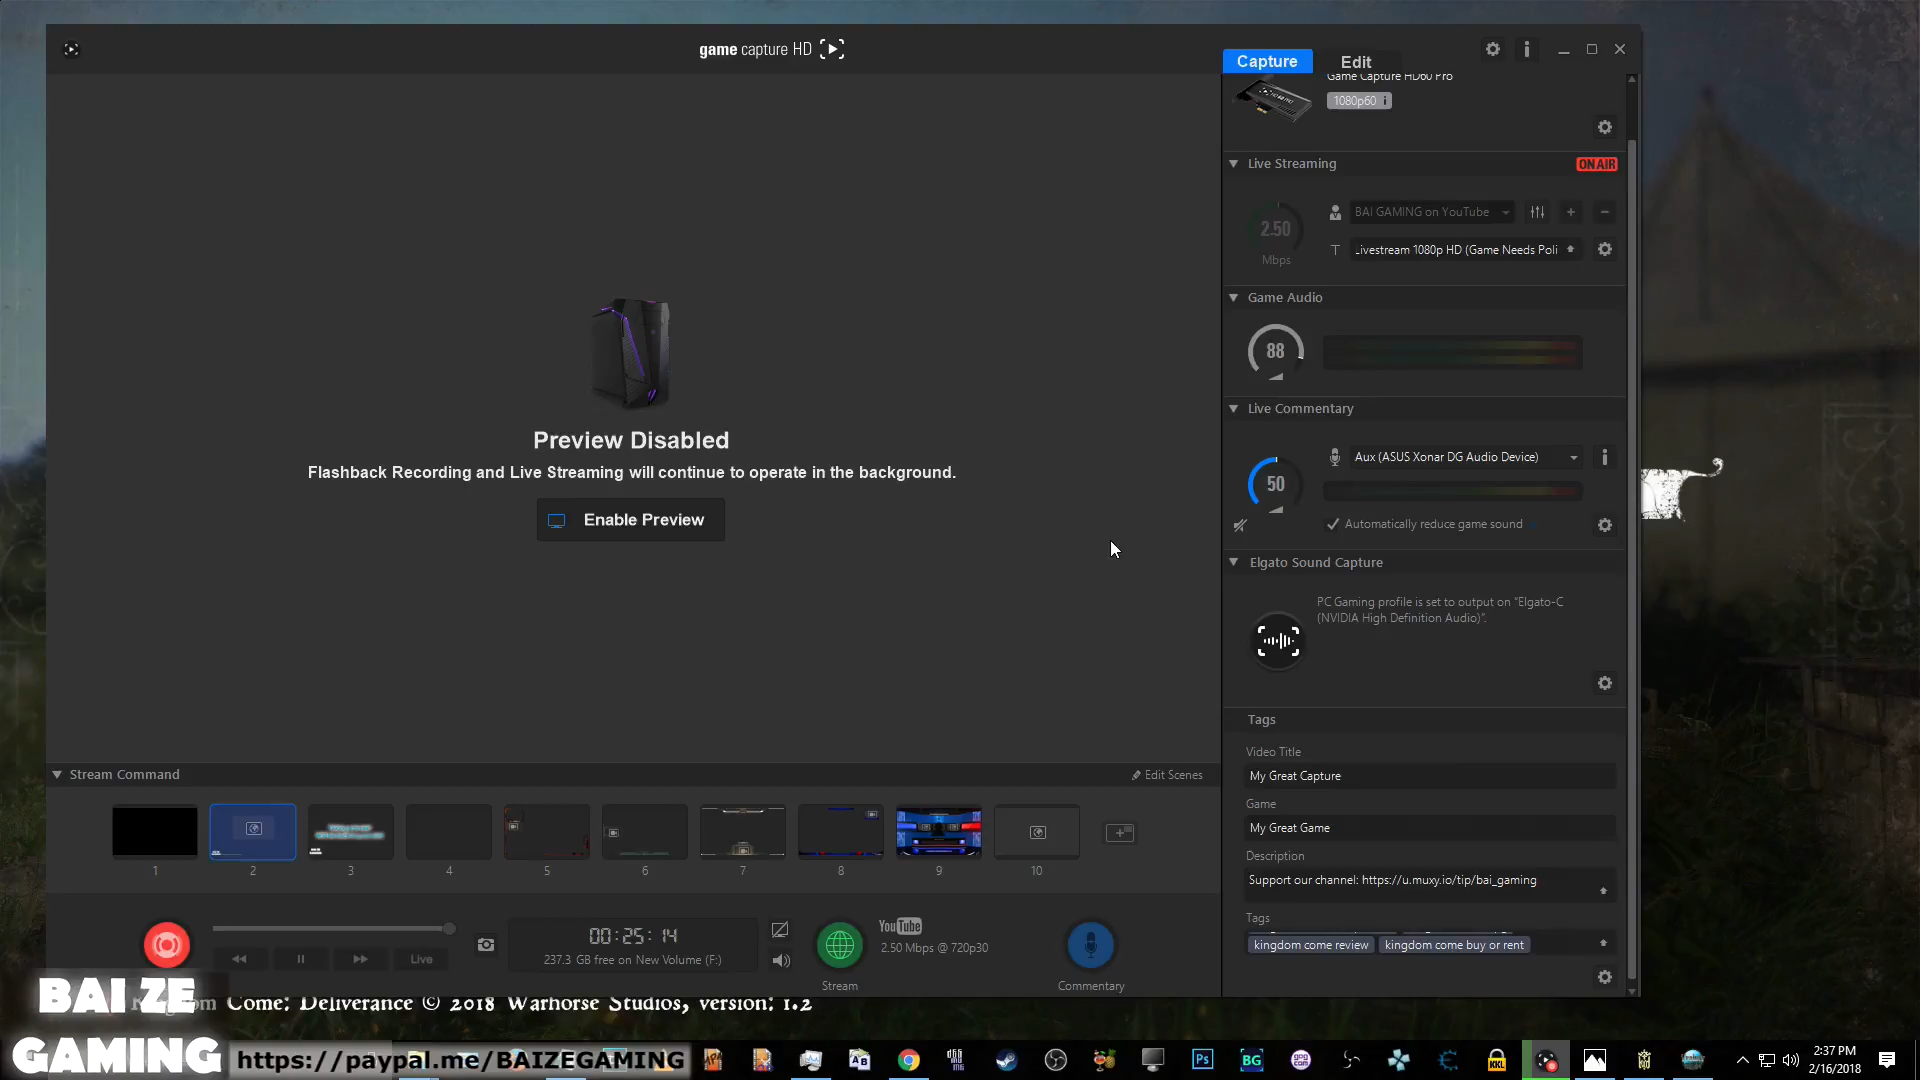 game capture HD
Capture
Edit
Game Capture HD60 Pro
1080p60 i
Live Streaming
ON AIR
2.50
Mbps
BAI GAMING on YouTube
T
Livestream 1080p HD (Game Needs Poli
Game Audio
88
Live Commentary
Aux (ASUS Xonar DG Audio Device)
50
Automatically reduce game sound
Elgato Sound Capture
PC Gaming profile is set to output on "Elgato-C
(NVIDIA High Definition Audio)".
Tags
Video Title
My Great Capture
Game
My Great Game
Description
Support our channel: https://u.muxy.io/tip/bai_gaming
Tags
kingdom come review
kingdom come buy or rent
Preview Disabled
Flashback Recording and Live Streaming will continue to operate in the background.
Enable Preview
Stream Command
Edit Scenes
1
2
3
4
5
6
7
8
9
10
Live
00:25:14
237.3 GB free on New Volume (F:)
Stream
YouTube
2.50 Mbps @ 720p30
Commentary
Come: Deliverance © 2018 Warhorse Studios, version: 1.2
BAI ZE
GAMING
https://paypal.me/BAIZEGAMING
Ps
BG
KKL
2:37 PM
2/16/2018